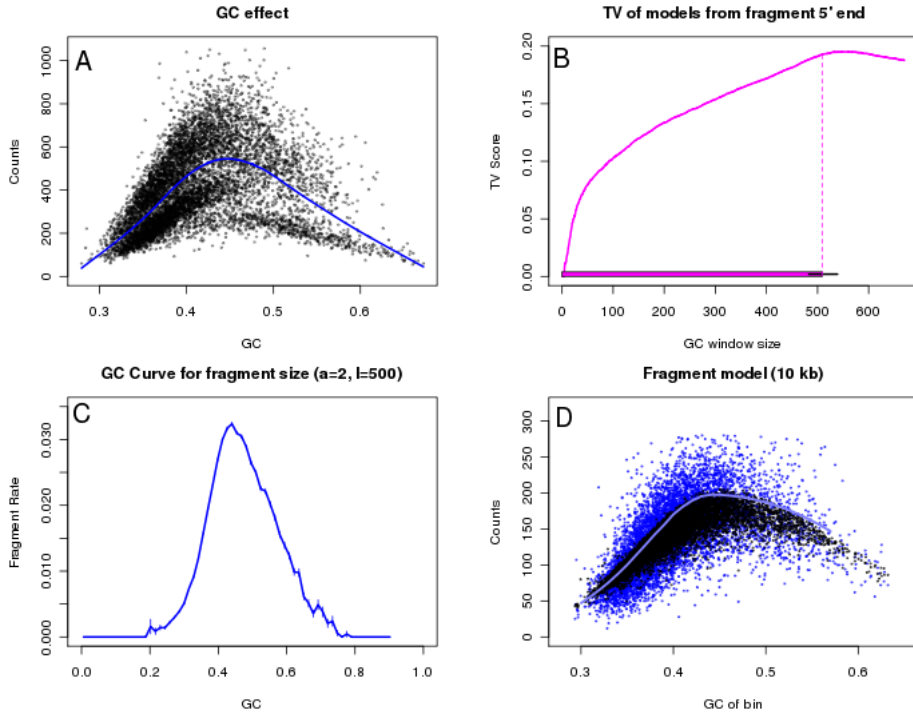 GC effect
A
Counts
0 200 400 600 800 1000
0.3 0.4 0.5 0.6
GC
TV of models from fragment 5' end
B
TV Score
0.00 0.05 0.10 0.15 0.20
0 100 200 300 400 500 600
GC window size
GC Curve for fragment size (a=2, l=500)
C
Fragment Rate
0.000 0.010 0.020 0.030
0.0 0.2 0.4 0.6 0.8 1.0
GC
Fragment model (10 kb)
D
Counts
0 50 100 150 200 250 300
0.3 0.4 0.5 0.6
GC of bin